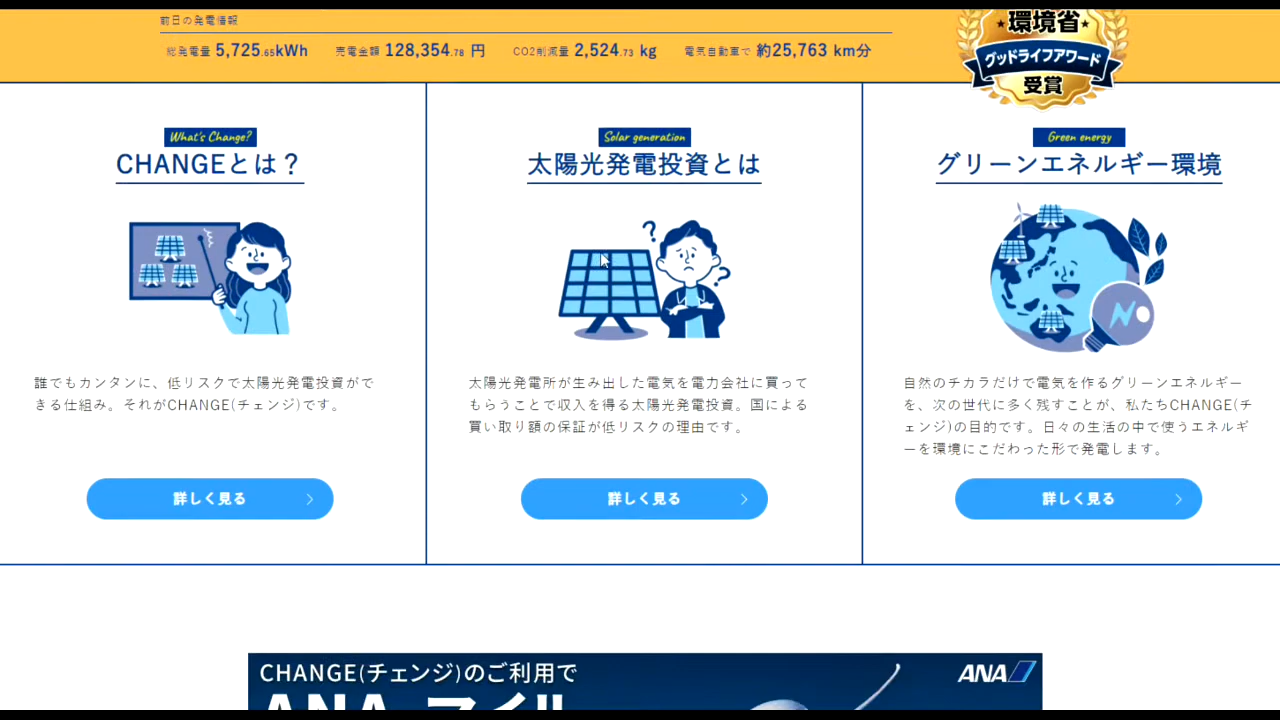 前日の発電情報
総発電量 5,725.65kWh 売電金額 128,354.78 円 CO2削減量 2,524.73 kg 電気自動車で 約25,763 km分
環境省
グッドライフアワード
受賞
What's Change?
CHANGEとは？
誰でもカンタンに、低リスクで太陽光発電投資がで
きる仕組み。それがCHANGE(チェンジ)です。
詳しく見る
Solar generation
太陽光発電投資とは
太陽光発電所が生み出した電気を電力会社に買って
もらうことで収入を得る太陽光発電投資。国による
買い取り額の保証が低リスクの理由です。
詳しく見る
Green energy
グリーンエネルギー環境
自然のチカラだけで電気を作るグリーンエネルギー
を、次の世代に多く残すことが、私たちCHANGE(チ
ェンジ)の目的です。日々の生活の中で使うエネルギ
ーを環境にこだわった形で発電します。
詳しく見る
CHANGE(チェンジ)のご利用で
ANA マイル
ANA